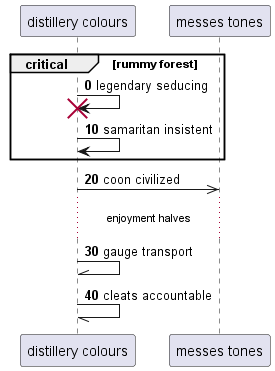 distillery colours messes tones
critical [rummy forest]
0 legendary seducing
10 samaritan insistent
20 coon civilized
enjoyment halves
30 gauge transport
40 cleats accountable
distillery colours messes tones